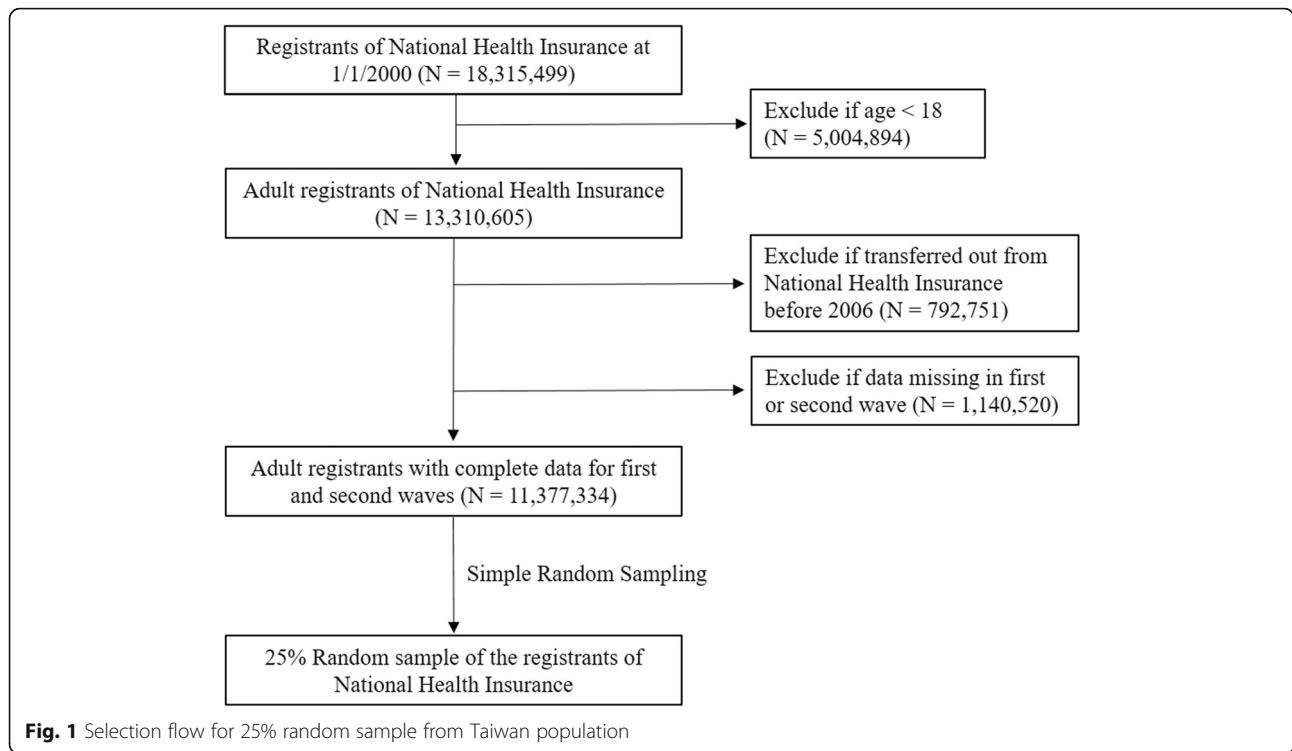 Registrants of National Health Insurance at
1/1/2000 (N = 18,315,499)
Exclude if age < 18
(N = 5,004,894)
Adult registrants of National Health Insurance
(N = 13,310,605)
Exclude if transferred out from
National Health Insurance
before 2006 (N = 792,751)
Exclude if data missing in first
or second wave (N = 1,140,520)
Adult registrants with complete data for first
and second waves (N = 11,377,334)
Simple Random Sampling
25% Random sample of the registrants of
National Health Insurance
Fig. 1 Selection flow for 25% random sample from Taiwan population